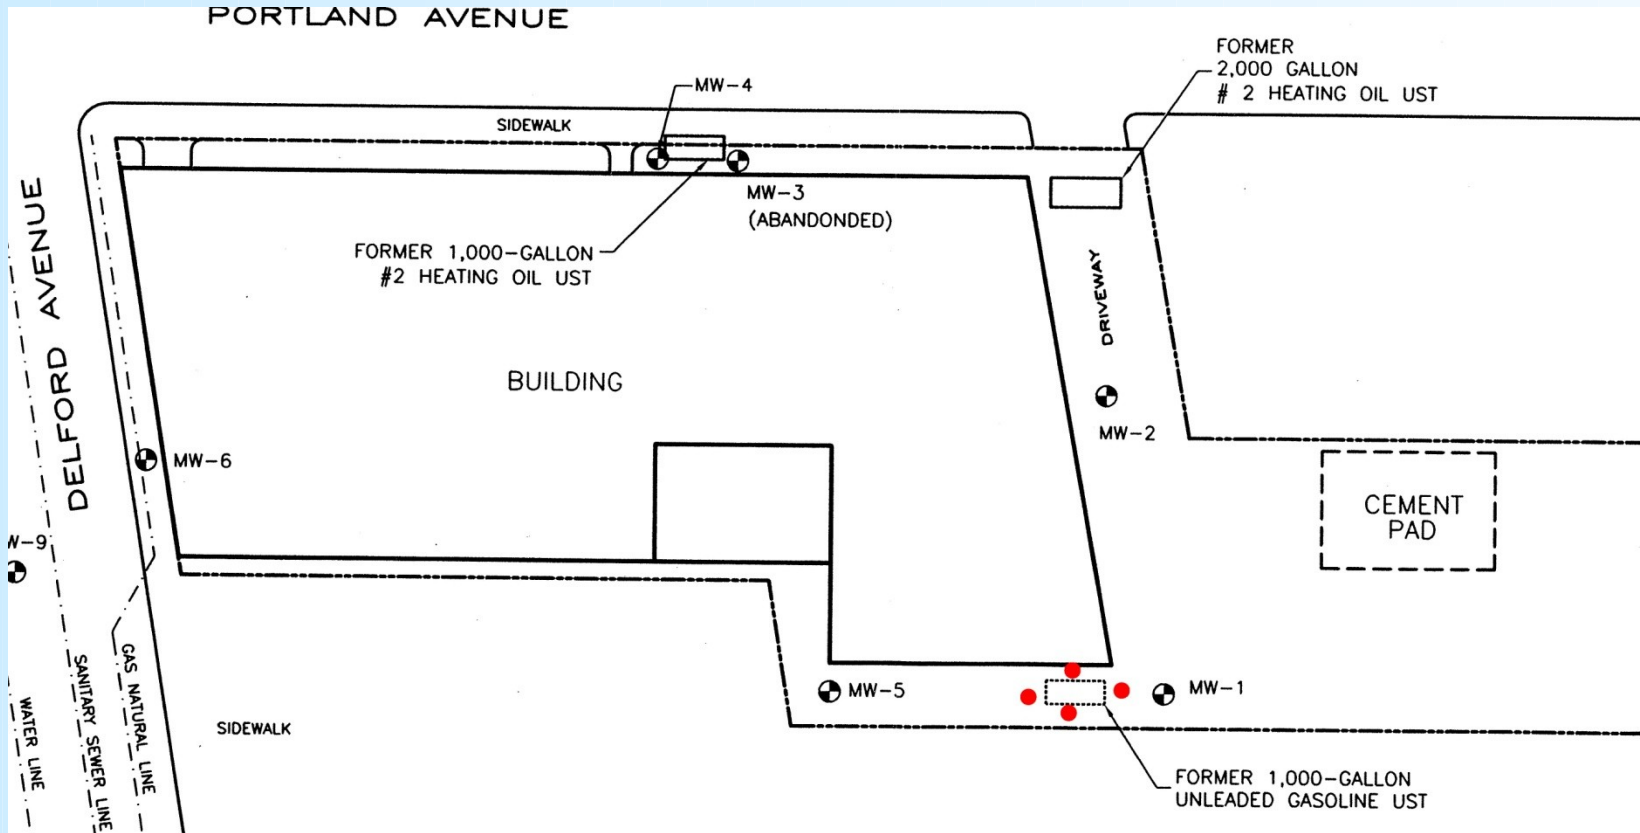 PORTLAND AVENUE
FORMER
2,000 GALLON
# 2 HEATING OIL UST
MW-4
SIDEWALK
MW-3
(ABANDONDED)
FORMER 1,000-GALLON
#2 HEATING OIL UST
DELFORD AVENUE
DRIVEWAY
BUILDING
MW-2
MW-6
CEMENT
PAD
W-9
MW-5
MW-1
SIDEWALK
GAS NATURAL LINE
SANITARY SEWER LINE
WATER LINE
FORMER 1,000-GALLON
UNLEADED GASOLINE UST